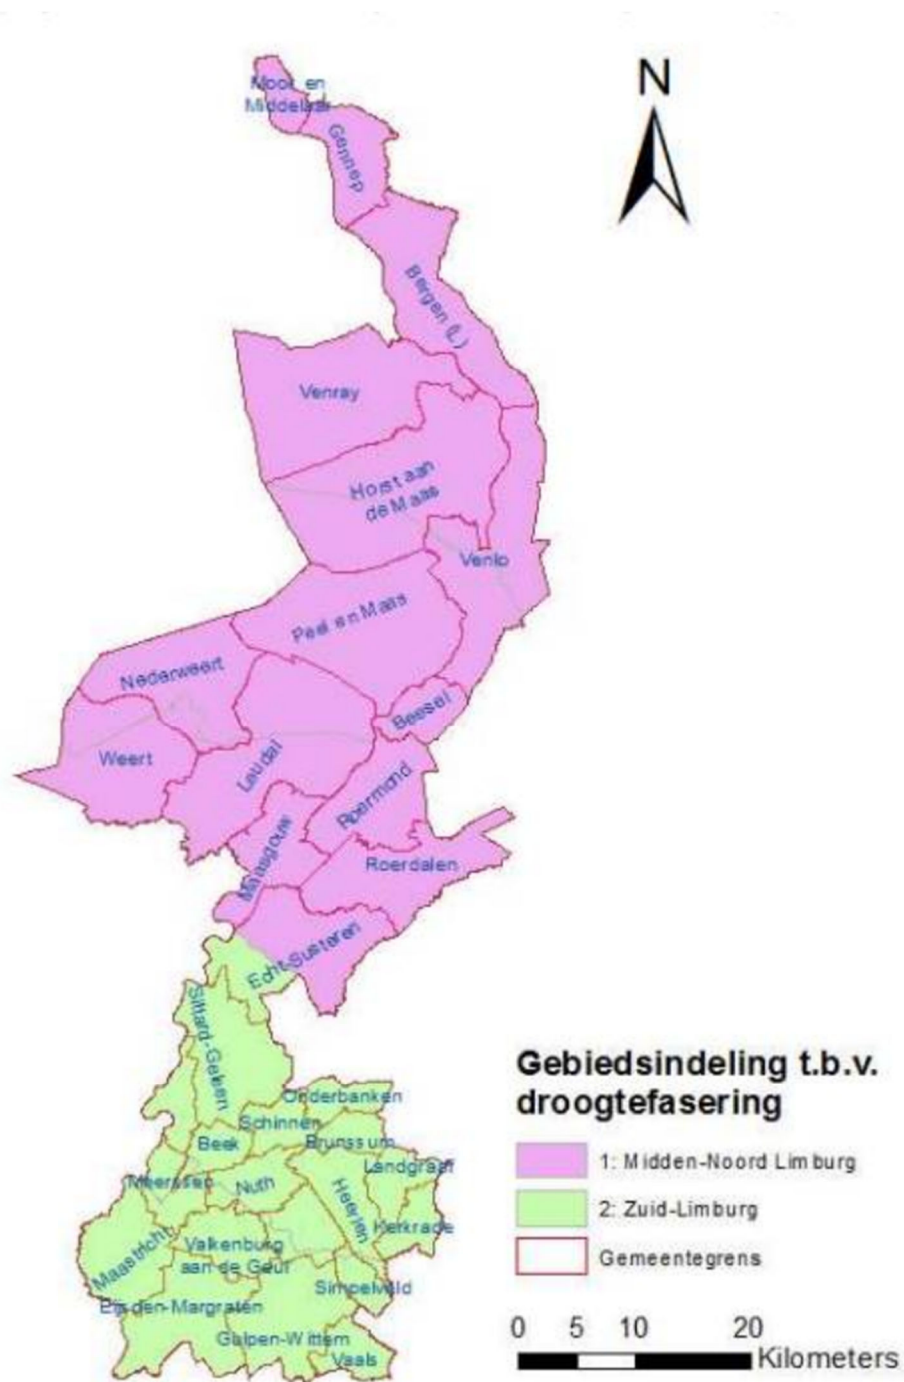 N
Mook en
Middelaar
Gennep
Bergen (L)
Venray
Horst aan
de Maas
Venlo
Peel en Maas
Nederweert
Beesel
Weert
Leudal
Roermond
Maasgouw
Roerdalen
Echt-Susteren
Sittard-Geleen
Onderbanken
Schinnen
Brunssum
Beek
Landgraaf
Meerssen
Nuth
Heerlen
Kerkrade
Maastricht
Valkenburg
aan de Geul
Simpelveld
Eijsden-Margraten
Gulpen-Wittem
Vaals
Gebiedsindeling t.b.v.
droogtefasering
1: Midden-Noord Limburg
2: Zuid-Limburg
Gemeentegrens
0 5 10 20
Kilometers